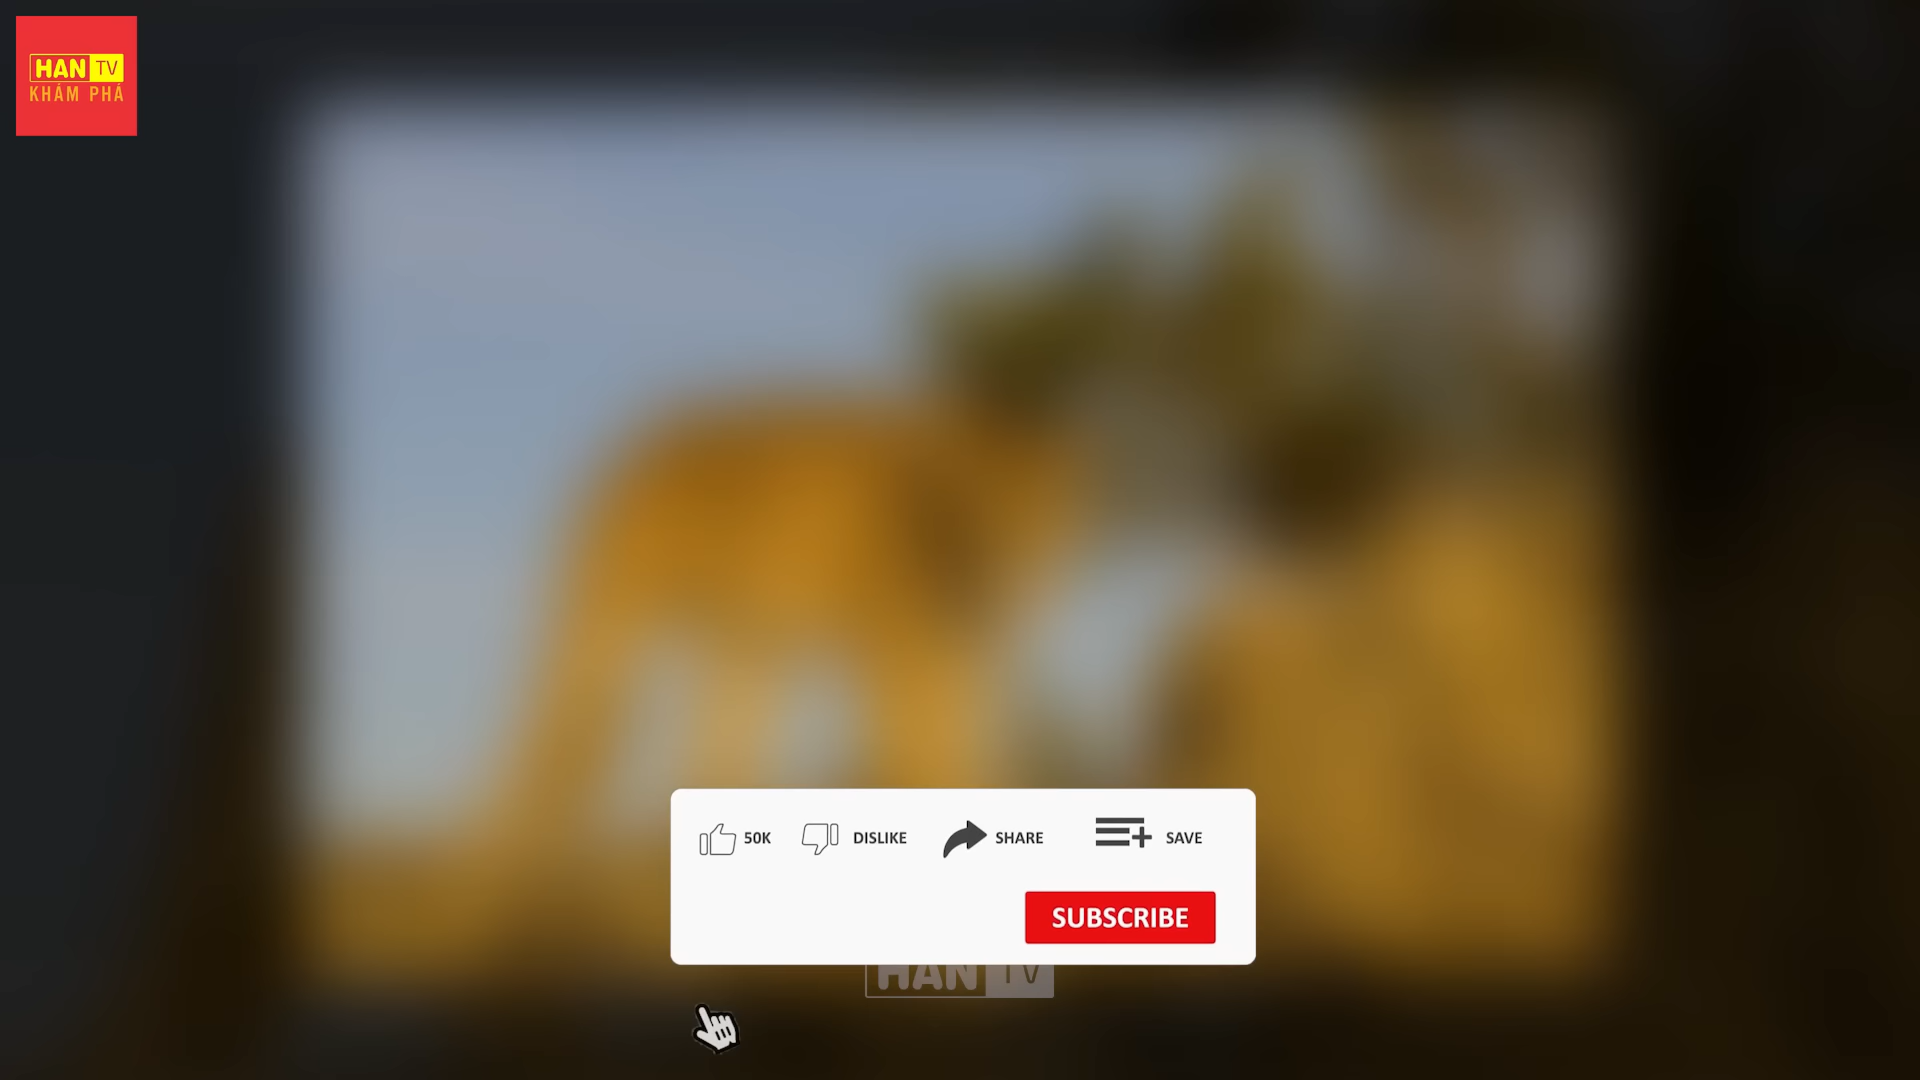 HAN TV
KHÁM PHÁ
50K
DISLIKE
SHARE
SAVE
SUBSCRIBE
HAN TV